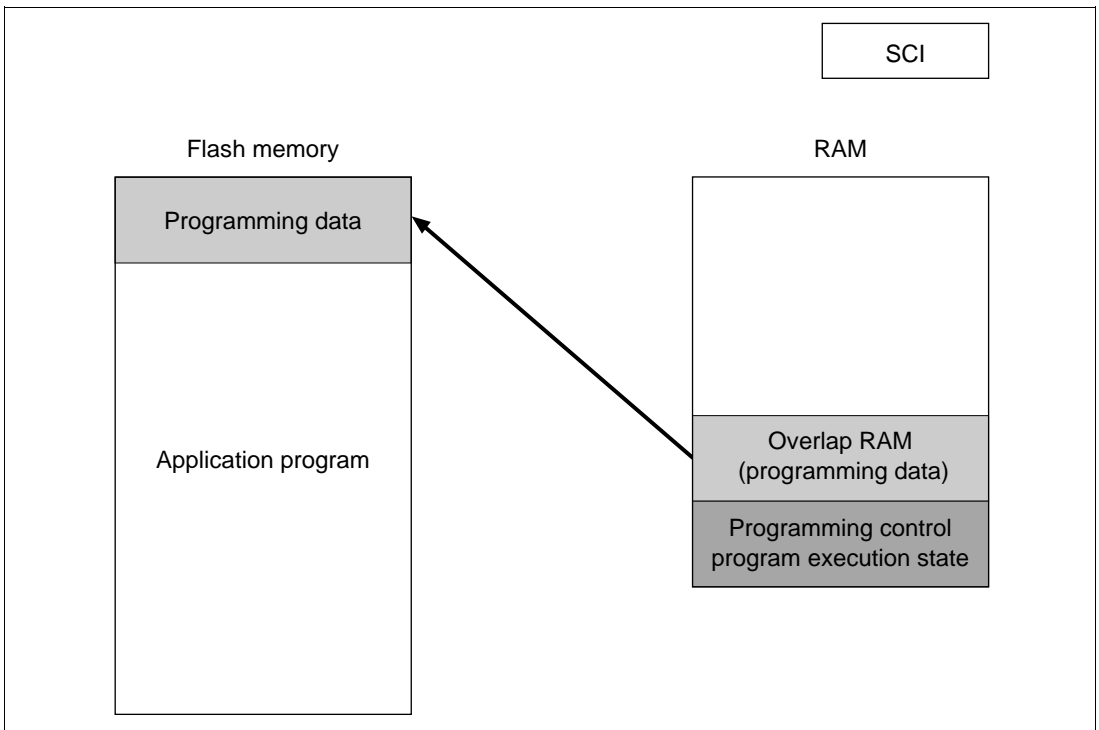 SCI
Flash memory
RAM
Programming data
Application program
Overlap RAM
(programming data)
Programming control
program execution state